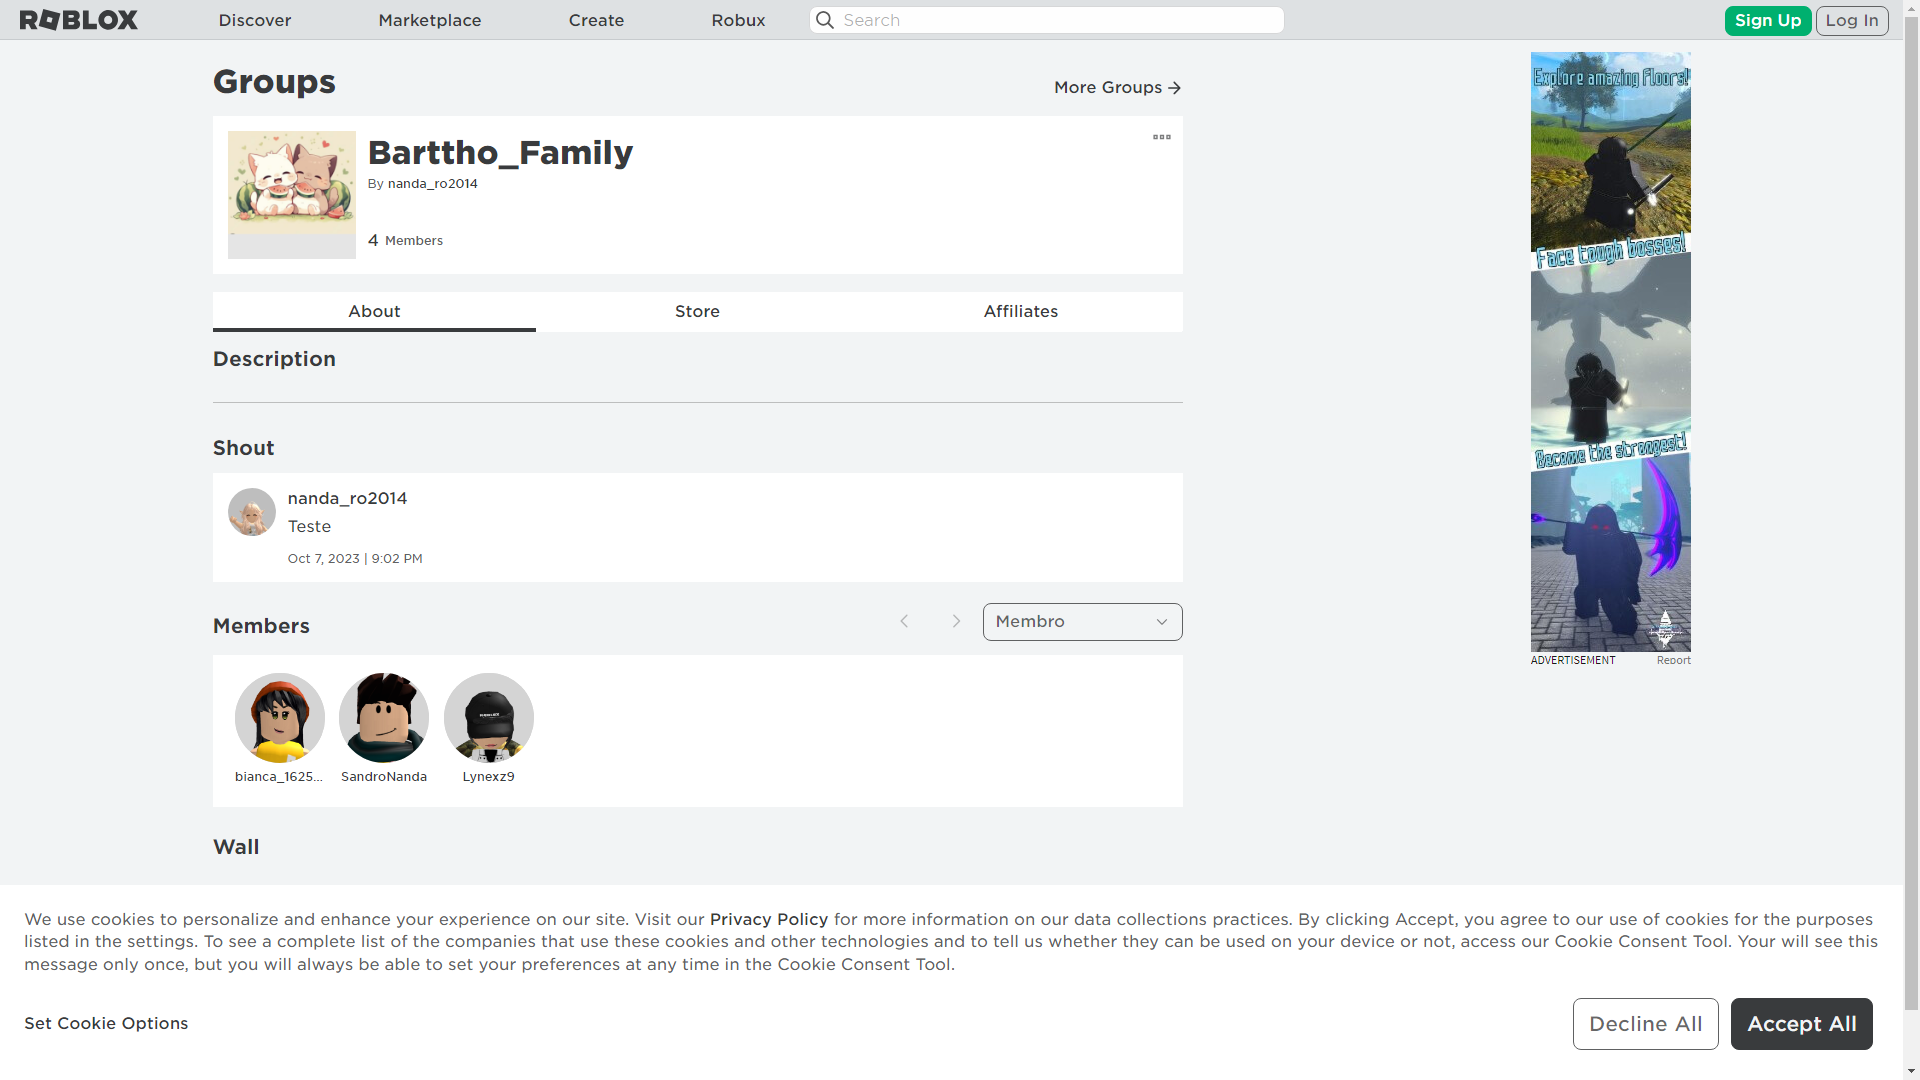 ROBLOX
Discover
Marketplace
Create
Robux
Search
Sign Up
Log In
Groups
More Groups
Barttho_Family
By nanda_ro2014
4 Members
About
Store
Affiliates
Description
Shout
nanda_ro2014
Teste
Oct 7, 2023 | 9:02 PM
Members
Membro
bianca_1625...
SandroNanda
Lynexz9
Wall
Explore amazing floors!
Face tough bosses!
Become the strongest!
ADVERTISEMENT
Report
We use cookies to personalize and enhance your experience on our site. Visit our Privacy Policy for more information on our data collections practices. By clicking Accept, you agree to our use of cookies for the purposes
listed in the settings. To see a complete list of the companies that use these cookies and other technologies and to tell us whether they can be used on your device or not, access our Cookie Consent Tool. Your will see this
message only once, but you will always be able to set your preferences at any time in the Cookie Consent Tool.
Set Cookie Options
Decline All
Accept All